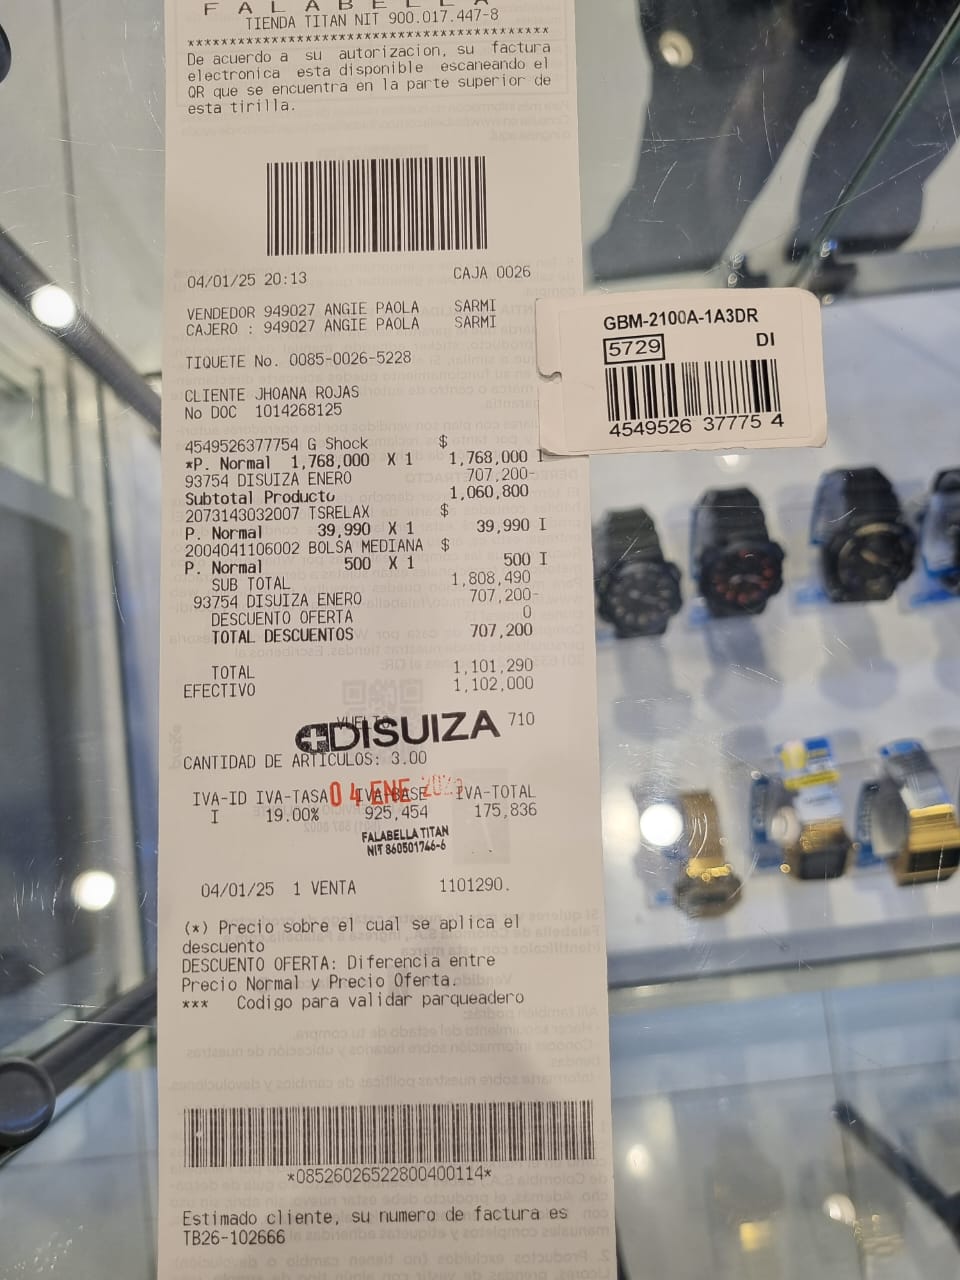 FALABELLA
TIENDA TITAN NIT 900.017.447-8
****************************************************
De acuerdo a su autorizacion, su factura
electronica esta disponible escaneando el
QR que se encuentra en la parte superior de
esta tirilla.
04/01/25 20:13 CAJA 0026
VENDEDOR 949027 ANGIE PAOLA SARMI
CAJERO : 949027 ANGIE PAOLA SARMI
TIQUETE No. 0085-0026-5228
CLIENTE JHOANA ROJAS
No DOC 1014268125
4549526377754 G Shock $
*P. Normal 1,768,000 X 1 1,768,000 I
93754 DISUIZA ENERO 707,200-
Subtotal Producto 1,060,800
2073143032007 TSRELAX $
P. Normal 39,990 X 1 39,990 I
2004041106002 BOLSA MEDIANA $
P. Normal 500 X 1 500 I
SUB TOTAL 1,808,490
93754 DISUIZA ENERO 707,200-
DESCUENTO OFERTA 0
TOTAL DESCUENTOS 707,200
TOTAL 1,101,290
EFECTIVO 1,102,000
VUELTO 710
DISUIZA
CANTIDAD DE ARTICULOS: 3.00
04 ENE
IVA-ID IVA-TASA IVA-BASE IVA-TOTAL
I 19.00% 925,454 175,836
FALABELLA TITAN
NIT 860501746-6
04/01/25 1 VENTA 1101290.
(*) Precio sobre el cual se aplica el
descuento
DESCUENTO OFERTA: Diferencia entre
Precio Normal y Precio Oferta.
*** Codigo para validar parqueadero
*08526026522800400114*
Estimado cliente, su numero de factura es
TB26-102666
GBM-2100A-1A3DR
5729 DI
4549526 37775 4